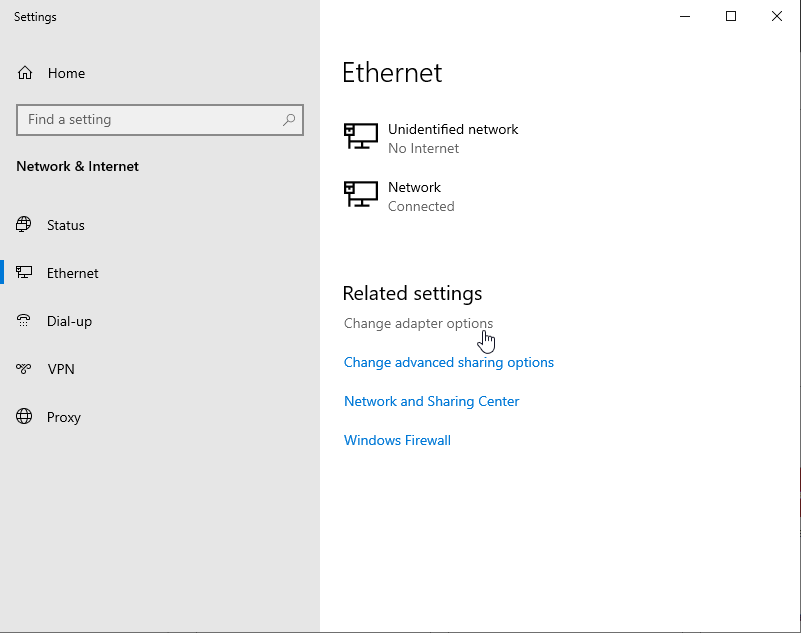 Settings
Home
Find a setting
Network & Internet
Status
Ethernet
Dial-up
VPN
Proxy
Ethernet
Unidentified network
No Internet
Network
Connected
Related settings
Change adapter options
Change advanced sharing options
Network and Sharing Center
Windows Firewall